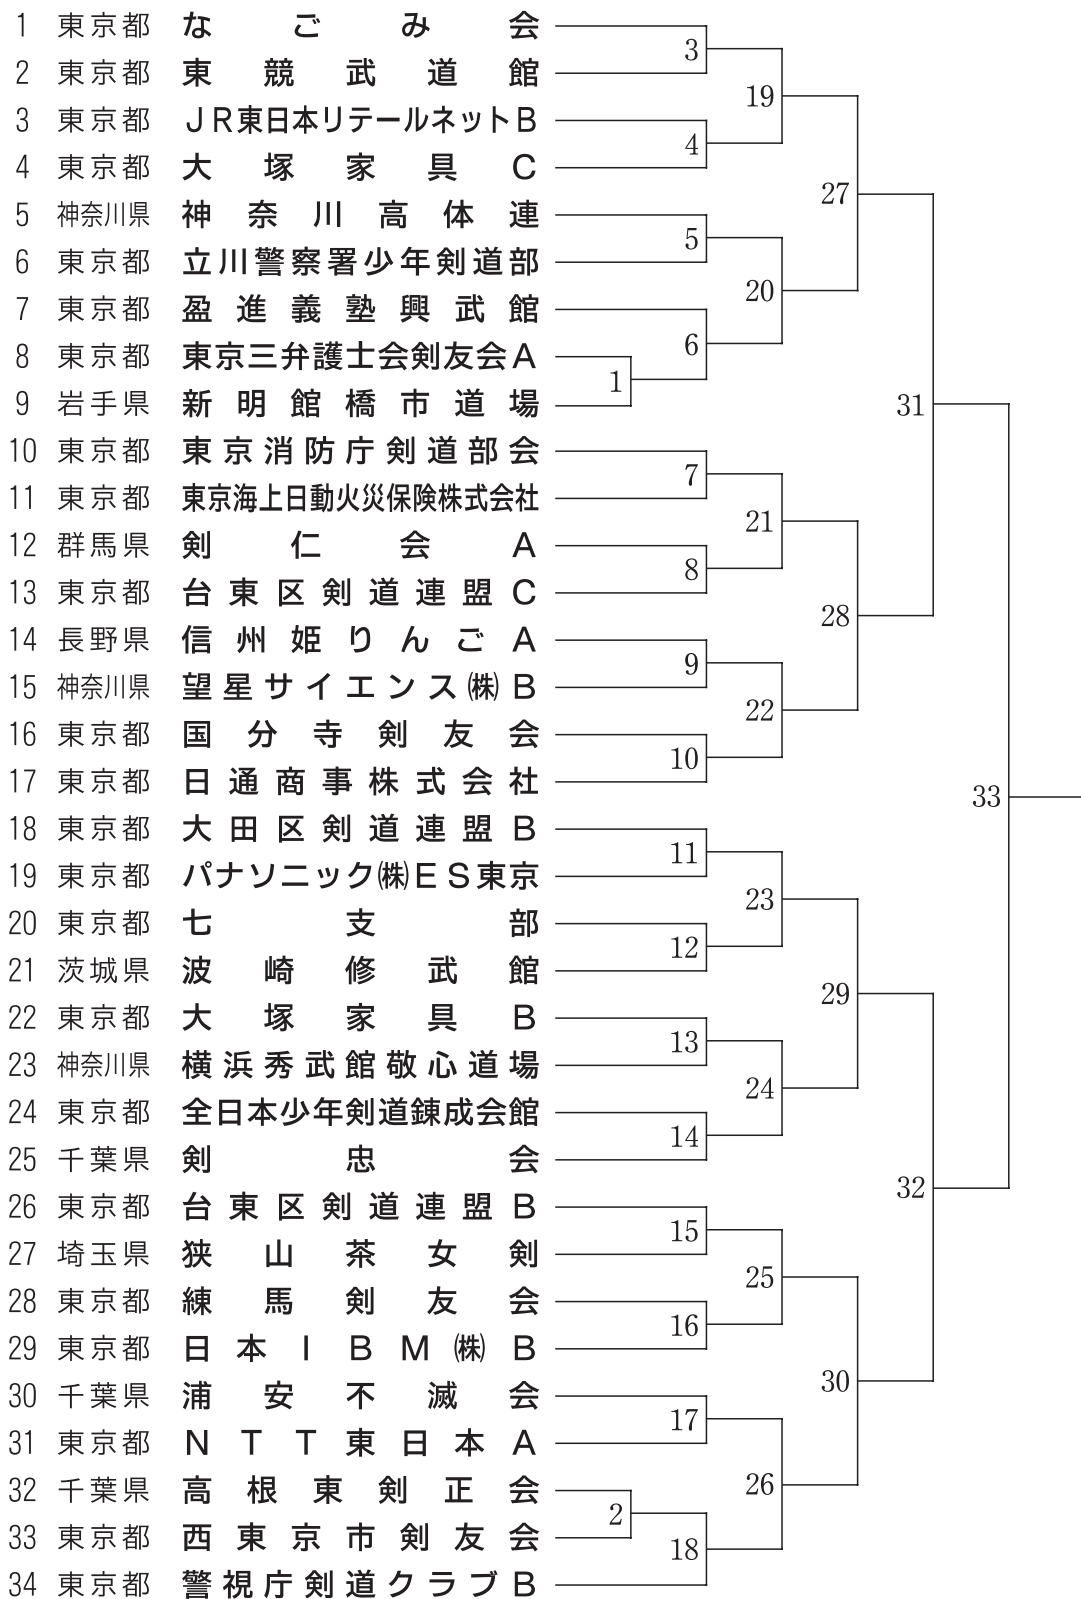 1 東京都 なごみ会
2 東京都 東競武道館
3 東京都 JR東日本リテールネットB
4 東京都 大塚家具C
5 神奈川県 神奈川高体連
6 東京都 立川警察署少年剣道部
7 東京都 盈進義塾興武館
8 東京都 東京三弁護士会剣友会A
9 岩手県 新明館橋市道場
10 東京都 東京消防庁剣道部会
11 東京都 東京海上日動火災保険株式会社
12 群馬県 剣仁会A
13 東京都 台東区剣道連盟C
14 長野県 信州姫りんごA
15 神奈川県 望星サイエンス㈱B
16 東京都 国分寺剣友会
17 東京都 日通商事株式会社
18 東京都 大田区剣道連盟B
19 東京都 パナソニック㈱ES東京
20 東京都 七支部
21 茨城県 波崎修武館
22 東京都 大塚家具B
23 神奈川県 横浜秀武館敬心道場
24 東京都 全日本少年剣道錬成会館
25 千葉県 剣忠会
26 東京都 台東区剣道連盟B
27 埼玉県 狭山茶女剣
28 東京都 練馬剣友会
29 東京都 日本IBM㈱B
30 千葉県 浦安不滅会
31 東京都 NTT東日本A
32 千葉県 高根東剣正会
33 東京都 西東京市剣友会
34 東京都 警視庁剣道クラブB
1
2
3
4
5
6
7
8
9
10
11
12
13
14
15
16
17
18
19
20
21
22
23
24
25
26
27
28
29
30
31
32
33